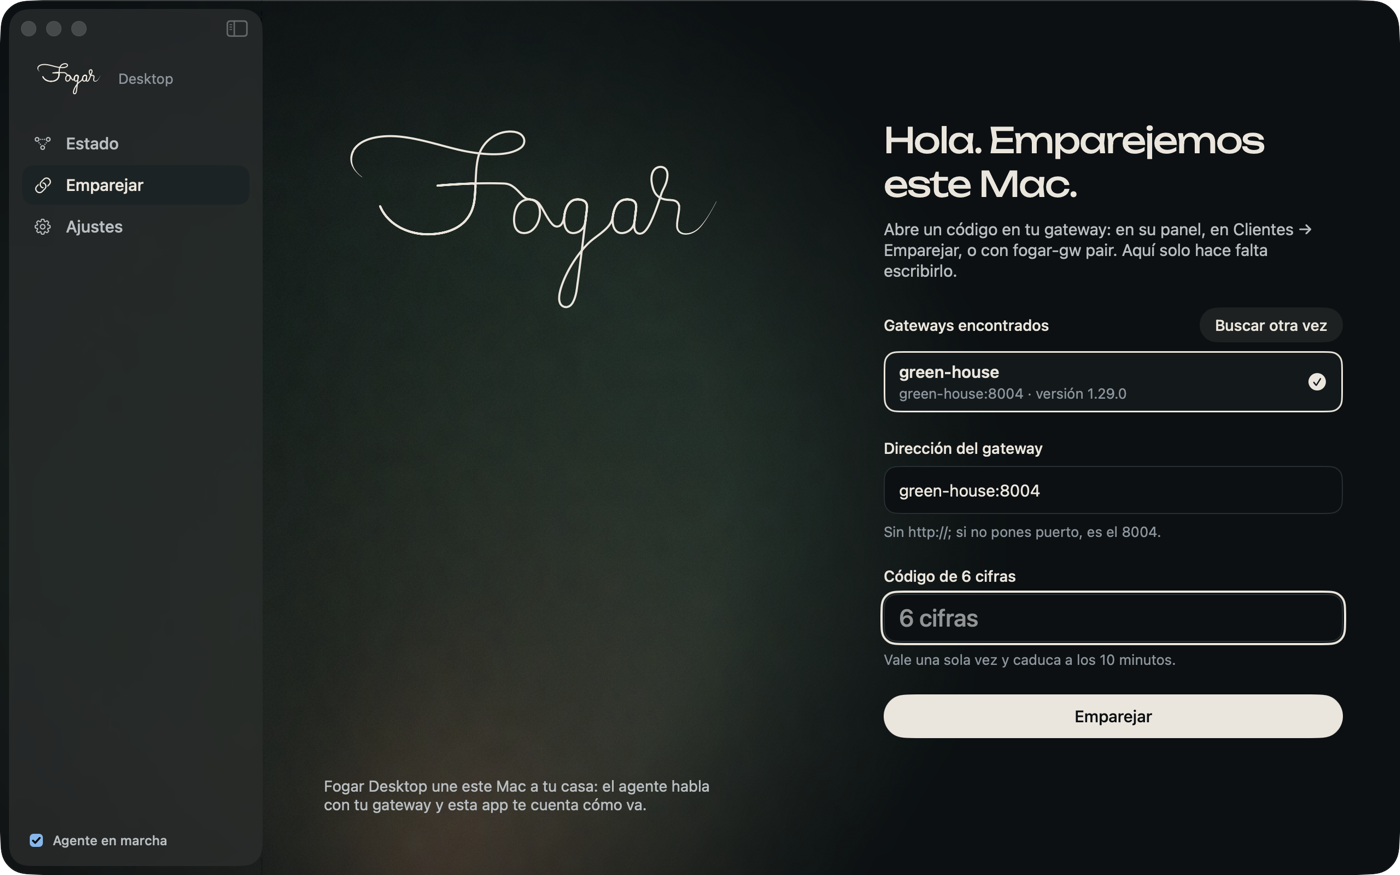 Fogar Desktop
Estado
Emparejar
Ajustes
Agente en marcha
Fogar
Fogar Desktop une este Mac a tu casa: el agente habla
con tu gateway y esta app te cuenta cómo va.
Hola. Emparejemos
este Mac.
Abre un código en tu gateway: en su panel, en Clientes →
Emparejar, o con fogar-gw pair. Aquí solo hace falta
escribirlo.
Gateways encontrados
Buscar otra vez
green-house
green-house:8004 · versión 1.29.0
Dirección del gateway
green-house:8004
Sin http://; si no pones puerto, es el 8004.
Código de 6 cifras
6 cifras
Vale una sola vez y caduca a los 10 minutos.
Emparejar